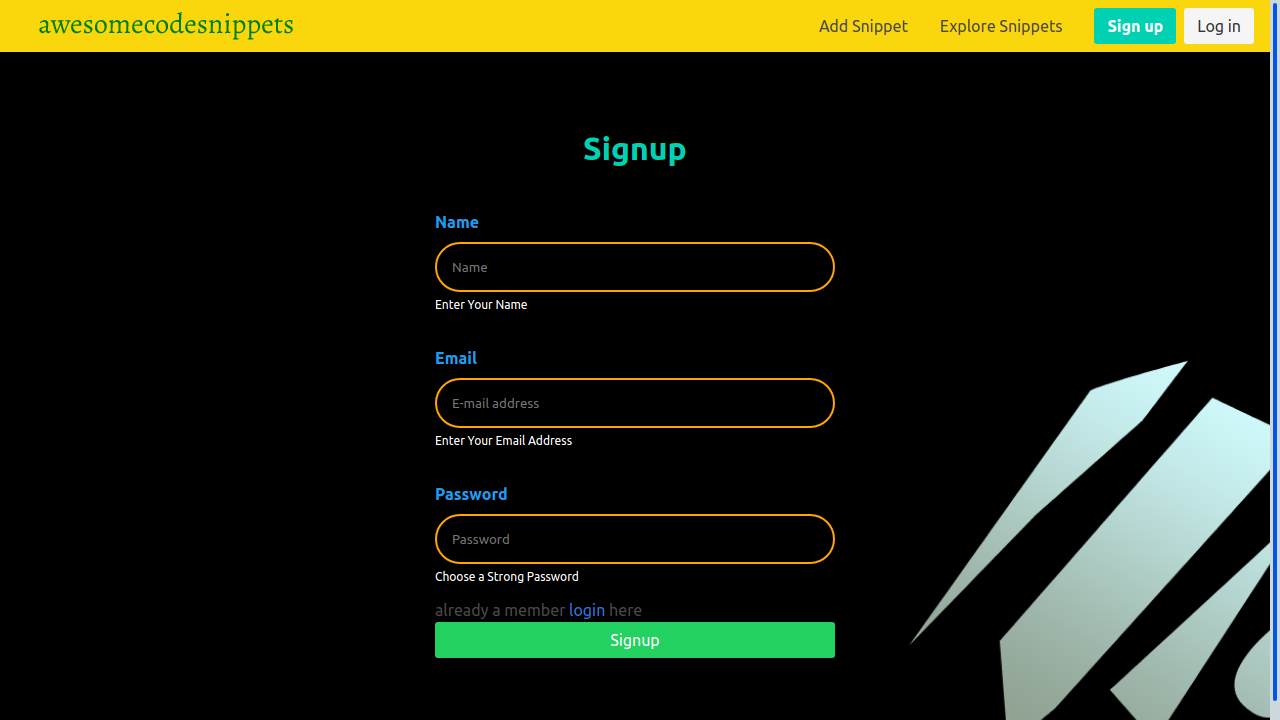 awesomecodesnippets
Add Snippet
Explore Snippets
Sign up
Log in
Signup
Name
Name
Enter Your Name
Email
E-mail address
Enter Your Email Address
Password
Password
Choose a Strong Password
already a member login here
Signup